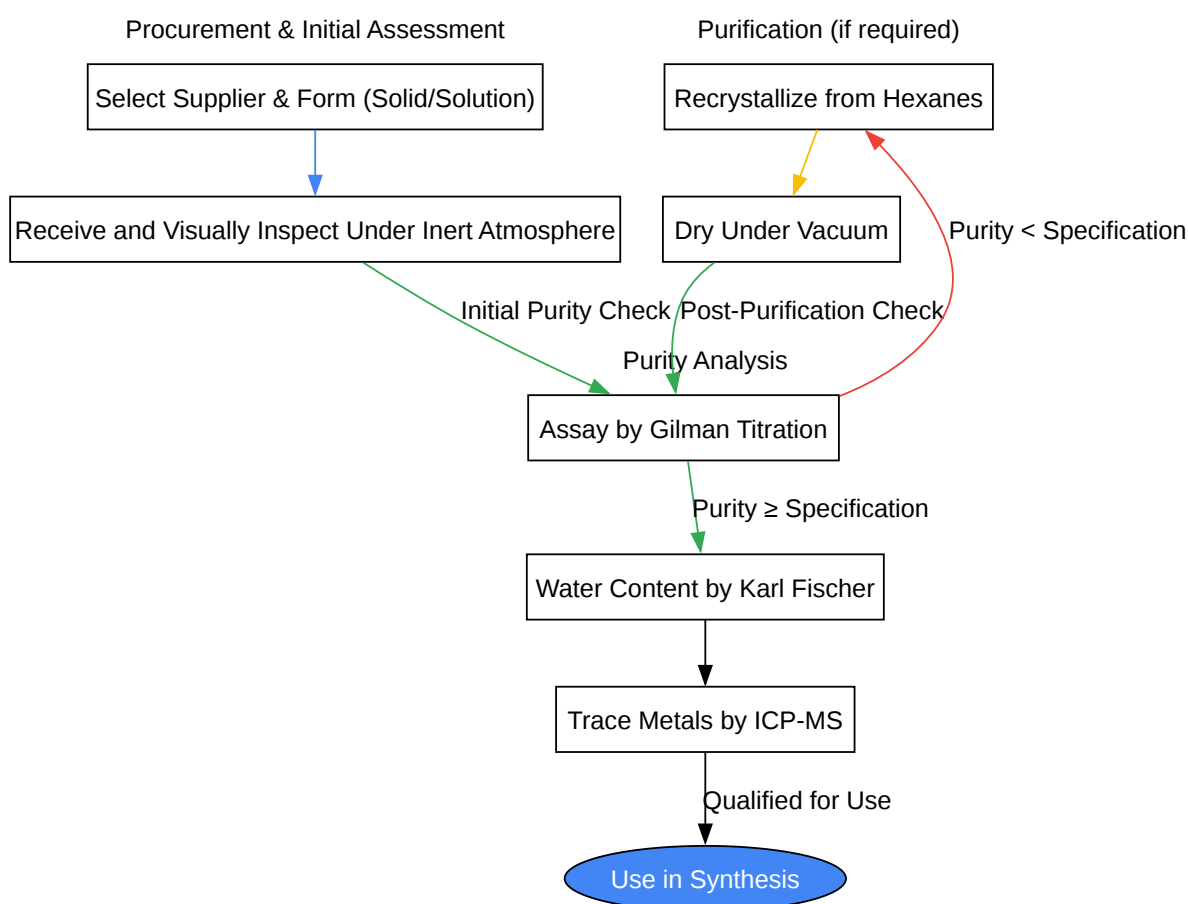 Procurement & Initial Assessment
Purification (if required)
Select Supplier & Form (Solid/Solution)
Recrystallize from Hexanes
Receive and Visually Inspect Under Inert Atmosphere
Dry Under Vacuum
Purity < Specification
Initial Purity Check
Post-Purification Check
Purity Analysis
Assay by Gilman Titration
Purity ≥ Specification
Water Content by Karl Fischer
Trace Metals by ICP-MS
Qualified for Use
Use in Synthesis